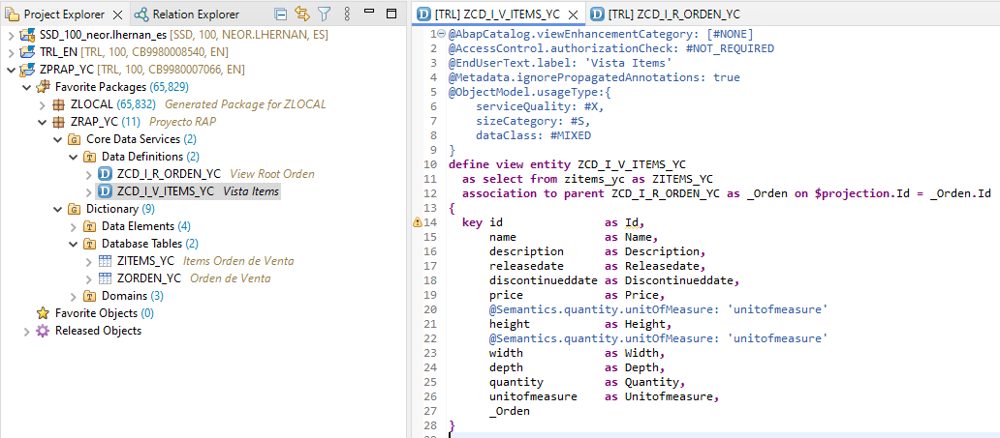 Project Explorer
Relation Explorer
SSD_100_neor.lhernan_es [SSD, 100, NEOR.LHERNAN, ES]
TRL_EN [TRL, 100, CB9980008540, EN]
ZPRAP_YC [TRL, 100, CB9980007066, EN]
Favorite Packages (65,829)
ZLOCAL (65,832) Generated Package for ZLOCAL
ZRAP_YC (11) Proyecto RAP
Core Data Services (2)
Data Definitions (2)
ZCD_I_R_ORDEN_YC View Root Orden
ZCD_I_V_ITEMS_YC Vista Items
Dictionary (9)
Data Elements (4)
Database Tables (2)
ZITEMS_YC Items Orden de Venta
ZORDEN_YC Orden de Venta
Domains (3)
Favorite Objects (0)
Released Objects
[TRL] ZCD_I_V_ITEMS_YC
[TRL] ZCD_I_R_ORDEN_YC
1 @AbapCatalog.viewEnhancementCategory: [#NONE]
2 @AccessControl.authorizationCheck: #NOT_REQUIRED
3 @EndUserText.label: 'Vista Items'
4 @Metadata.ignorePropagatedAnnotations: true
5 @ObjectModel.usageType:{
6 serviceQuality: #X,
7 sizeCategory: #S,
8 dataClass: #MIXED
9 }
10 define view entity ZCD_I_V_ITEMS_YC
11 as select from zitems_yc as ZITEMS_YC
12 association to parent ZCD_I_R_ORDEN_YC as _Orden on $projection.Id = _Orden.Id
13 {
14 key id as Id,
15 name as Name,
16 description as Description,
17 releasedate as Releasedate,
18 discontinueddate as Discontinueddate,
19 price as Price,
20 @Semantics.quantity.unitOfMeasure: 'unitofmeasure'
21 height as Height,
22 @Semantics.quantity.unitOfMeasure: 'unitofmeasure'
23 width as Width,
24 depth as Depth,
25 quantity as Quantity,
26 unitofmeasure as Unitofmeasure,
27 _Orden
28 }